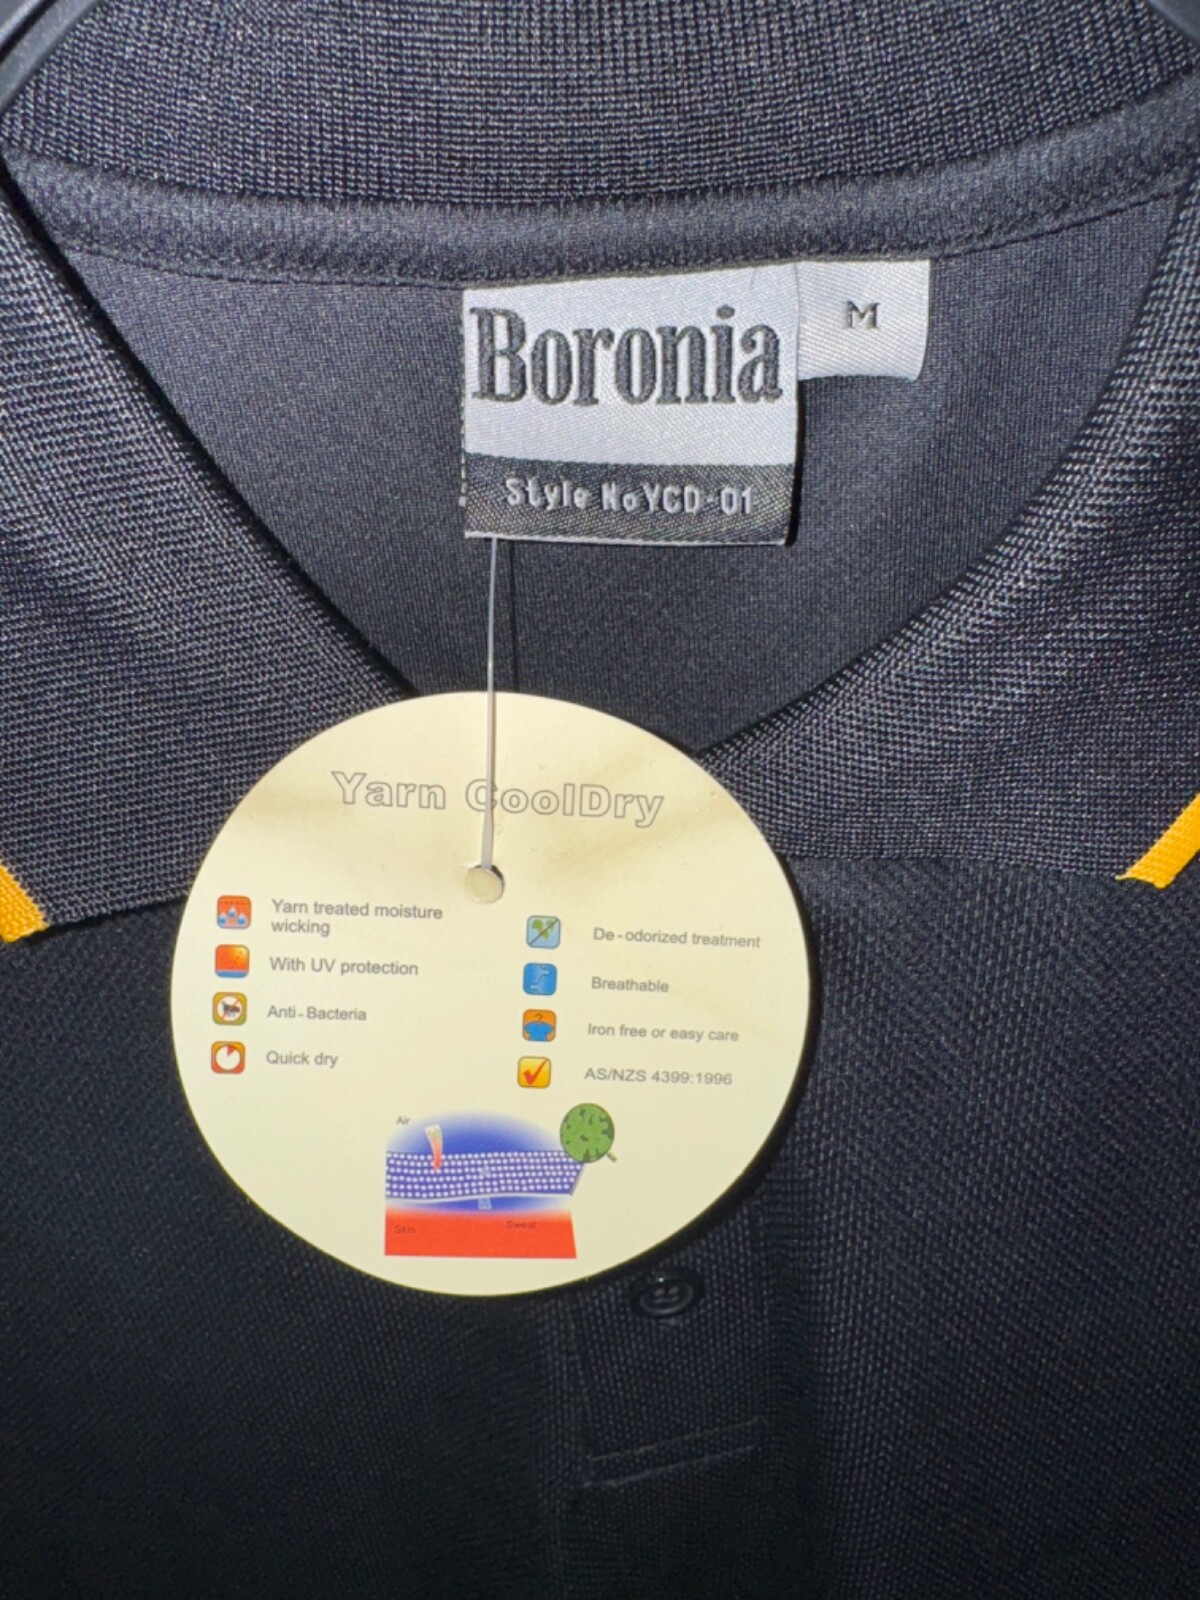 Boronia
M
Style No YCD-01
Yarn CoolDry
Yarn treated moisture
wicking
With UV protection
Anti-Bacteria
Quick dry
De-odorized treatment
Breathable
Iron free or easy care
AS/NZS 4399:1996
Air
Skin
Sweat